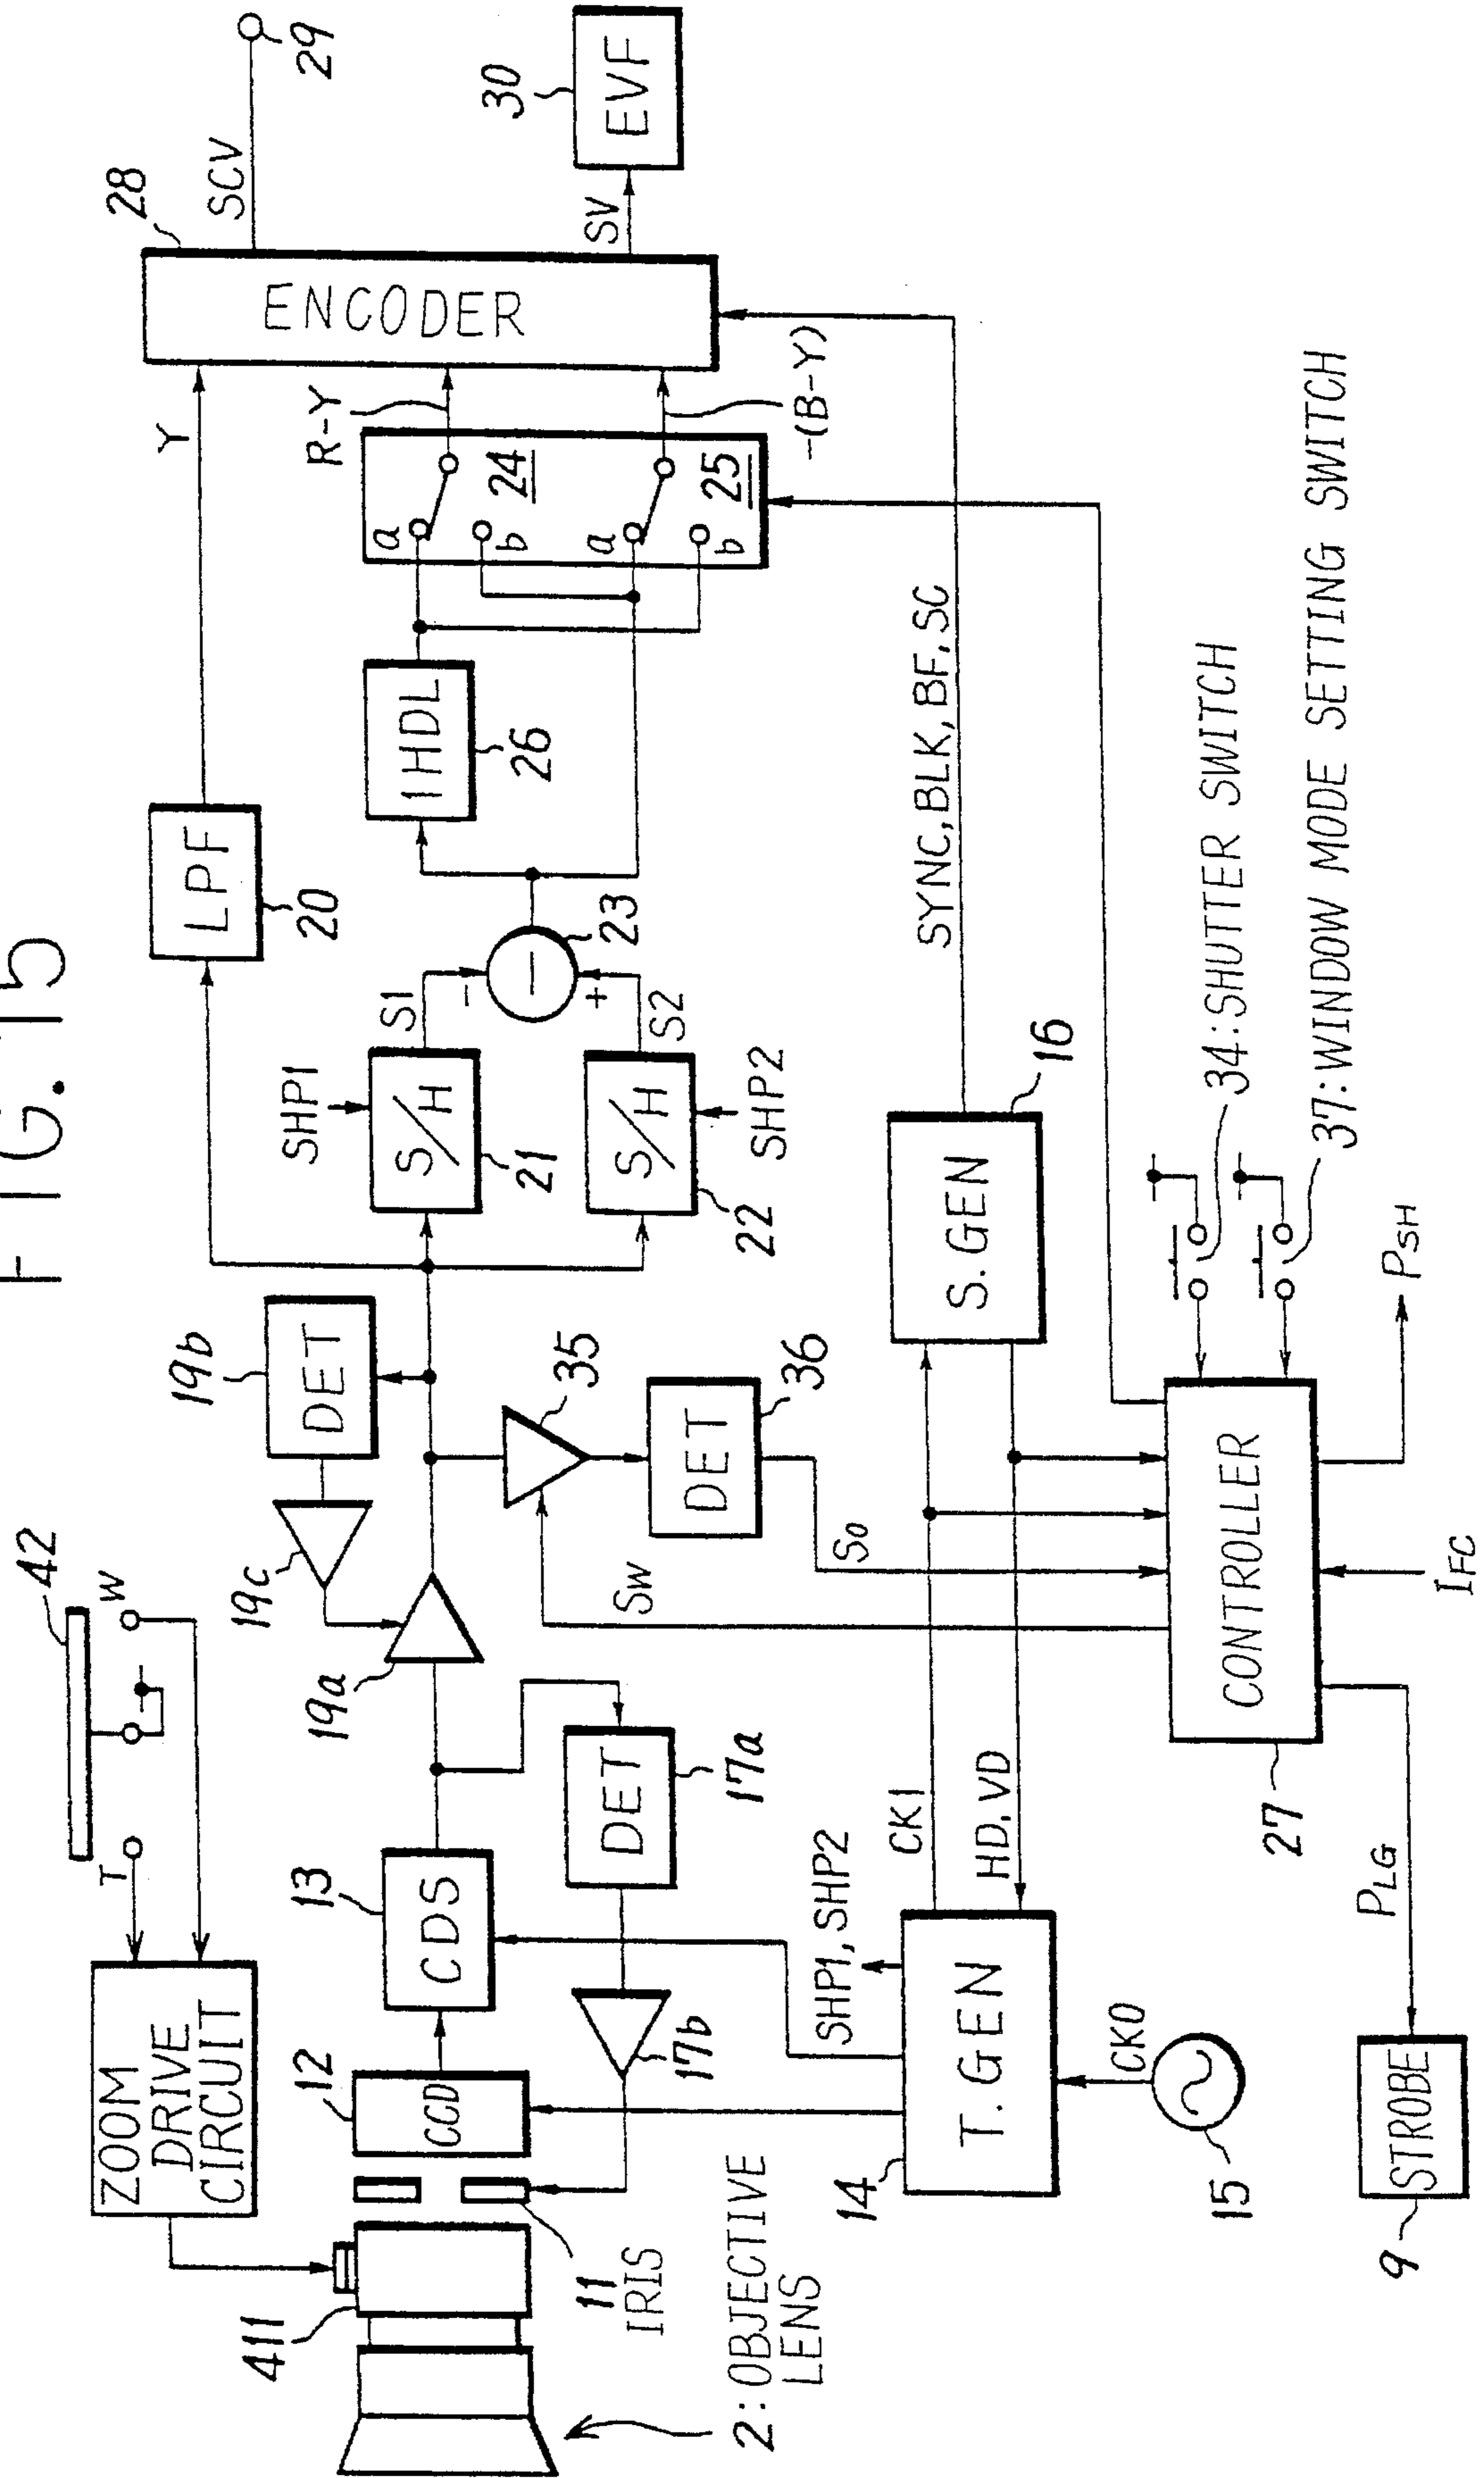 FIG. 15
42
T
W
ZOOM
DRIVE
CIRCUIT
411
2:OBJECTIVE
LENS
11
IRIS
12
CCD
13
CDS
17a
DET
17b
19a
19b
DET
19c
LPF
20
Y
SHP1
S/H
21
S1
S/H
22
SHP2
S2
-
+
23
1HDL
26
a
b
24
a
b
25
R-Y
-(B-Y)
28
ENCODER
SCV
29
SV
30
EVF
35
DET
36
SW
S0
14
T.GEN
SHP1, SHP2
CK1
HD,VD
CK0
15
S.GEN
16
SYNC,BLK,BF,SC
CONTROLLER
27
34:SHUTTER SWITCH
37:WINDOW MODE SETTING SWITCH
PSH
IFC
PLG
STROBE
9